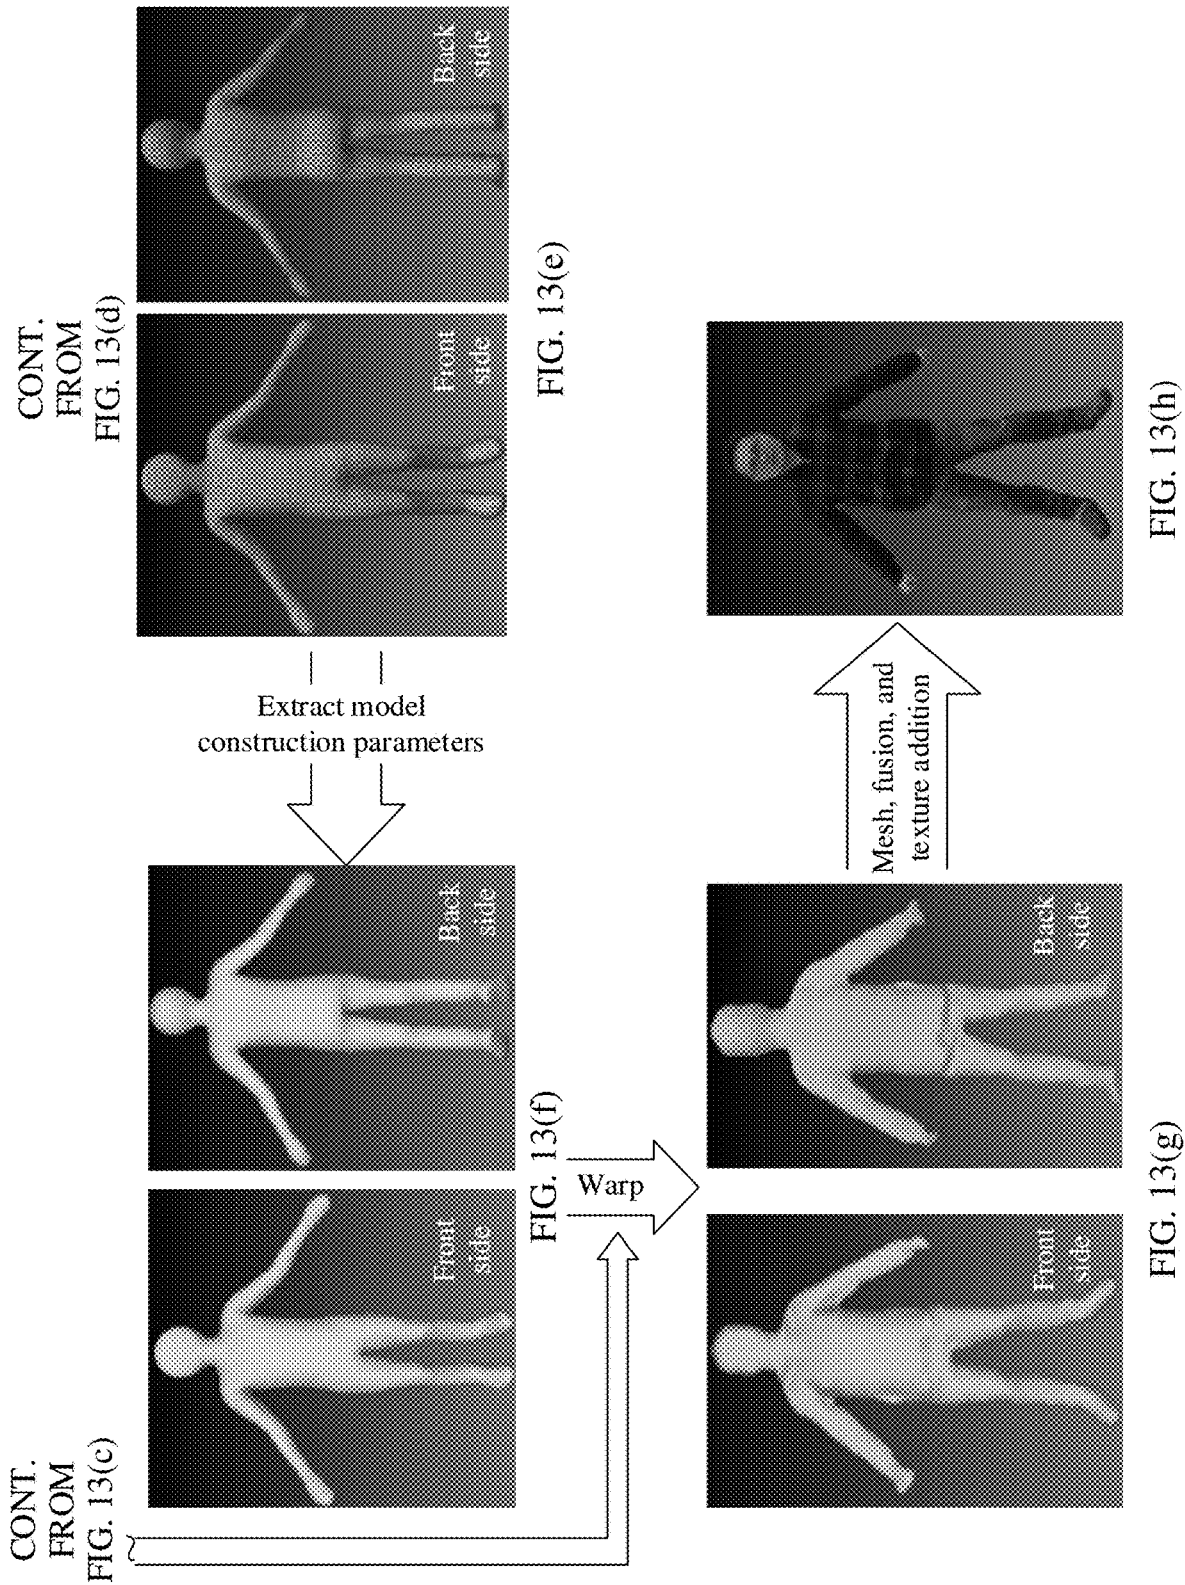 CONT.
FROM
FIG. 13(d)
Front
side
Back
side
FIG. 13(e)
Extract model
construction parameters
CONT.
FROM
FIG. 13(c)
Front
side
Back
side
FIG. 13(f)
Warp
Front
side
Back
side
FIG. 13(g)
Mesh, fusion, and
texture addition
FIG. 13(h)